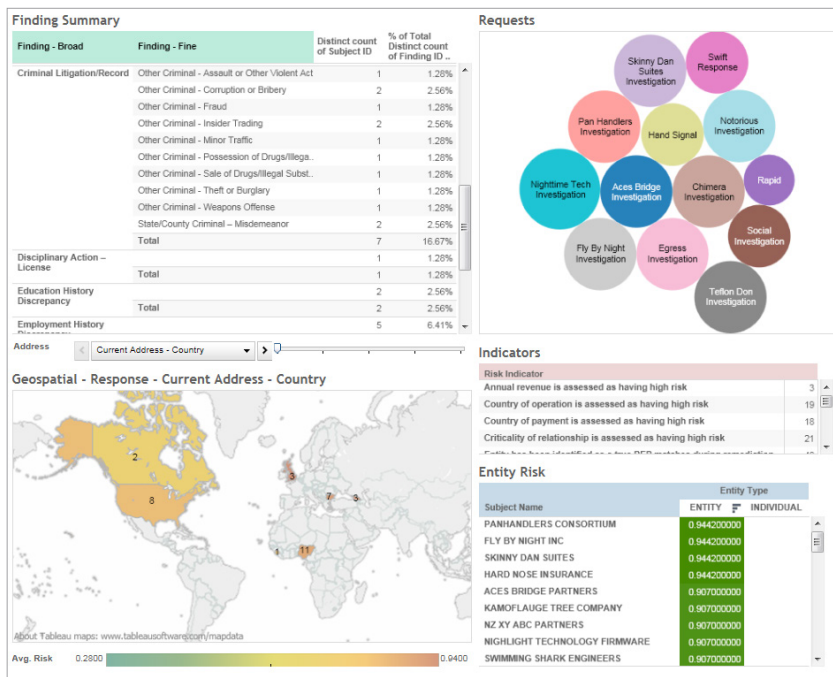 Finding Summary
Finding - Broad
Finding - Fine
Distinct count
of Subject ID
% of Total
Distinct count
of Finding ID ..
Criminal Litigation/Record
Other Criminal - Assault or Other Violent Act 1 1.28%
Other Criminal - Corruption or Bribery 2 2.56%
Other Criminal - Fraud 1 1.28%
Other Criminal - Insider Trading 2 2.56%
Other Criminal - Minor Traffic 1 1.28%
Other Criminal - Possession of Drugs/Illega.. 1 1.28%
Other Criminal - Sale of Drugs/Illegal Subst.. 1 1.28%
Other Criminal - Theft or Burglary 1 1.28%
Other Criminal - Weapons Offense 1 1.28%
State/County Criminal – Misdemeanor 2 2.56%
Total 7 16.67%
Disciplinary Action –
License
1 1.28%
Total 1 1.28%
Education History
Discrepancy
2 2.56%
Total 2 2.56%
Employment History
5 6.41%
Address
Current Address - Country
Geospatial - Response - Current Address - Country
2
8
3
7
3
1
11
About Tableau maps: www.tableausoftware.com/mapdata
Avg. Risk 0.2800 0.9400
Requests
Skinny Dan
Suites
Investigation
Swift
Response
Pan Handlers
Investigation
Hand Signal
Notorious
Investigation
Nighttime Tech
Investigation
Aces Bridge
Investigation
Chimera
Investigation
Rapid
Fly By Night
Investigation
Egress
Investigation
Social
Investigation
Teflon Don
Investigation
Indicators
Risk Indicator
Annual revenue is assessed as having high risk 3
Country of operation is assessed as having high risk 19
Country of payment is assessed as having high risk 18
Criticality of relationship is assessed as having high risk 21
Entity Risk
Entity Type
Subject Name ENTITY INDIVIDUAL
PANHANDLERS CONSORTIUM 0.944200000
FLY BY NIGHT INC 0.944200000
SKINNY DAN SUITES 0.944200000
HARD NOSE INSURANCE 0.944200000
ACES BRIDGE PARTNERS 0.907000000
KAMOFLAUGE TREE COMPANY 0.907000000
NZ XY ABC PARTNERS 0.907000000
NIGHLIGHT TECHNOLOGY FIRMWARE 0.907000000
SWIMMING SHARK ENGINEERS 0.907000000